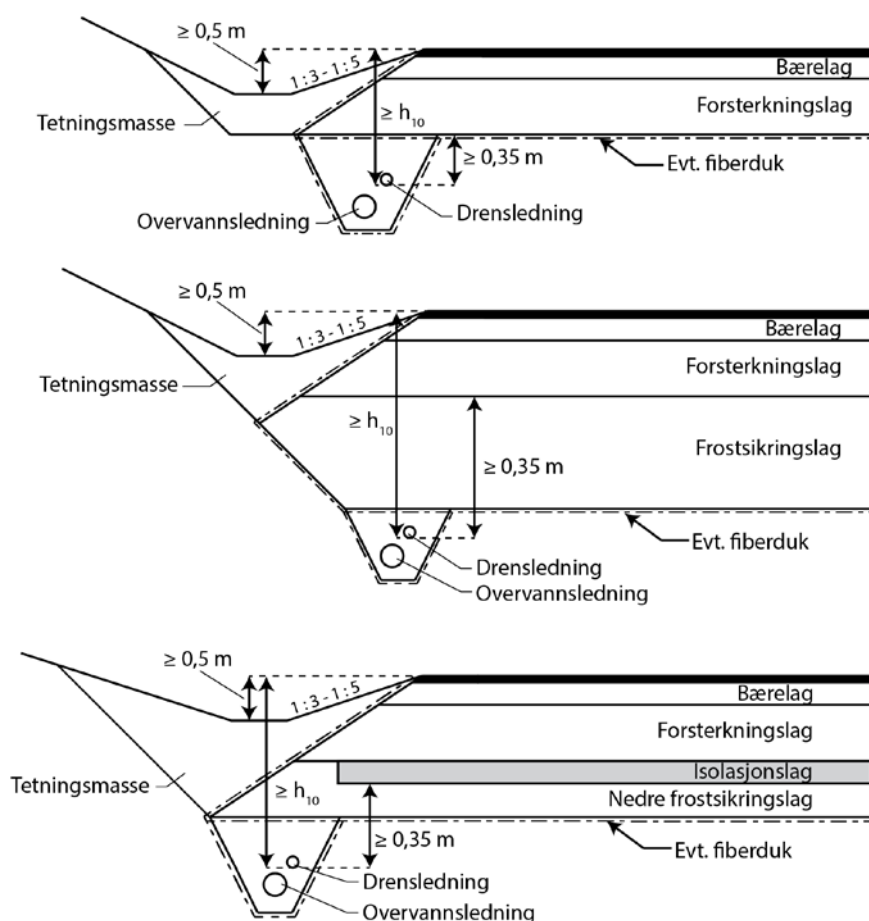 ≥ 0,5 m
1:3 - 1:5
Bærelag
Forsterkningslag
Tetningsmasse
≥ h10
≥ 0,35 m
Evt. fiberduk
Overvannsledning
Drensledning
≥ 0,5 m
1:3 - 1:5
Bærelag
Forsterkningslag
Tetningsmasse
≥ h10
≥ 0,35 m
Frostsikringslag
Evt. fiberduk
Drensledning
Overvannsledning
≥ 0,5 m
1:3 - 1:5
Bærelag
Forsterkningslag
Isolasjonslag
Tetningsmasse
≥ h10
Nedre frostsikringslag
≥ 0,35 m
Evt. fiberduk
Drensledning
Overvannsledning